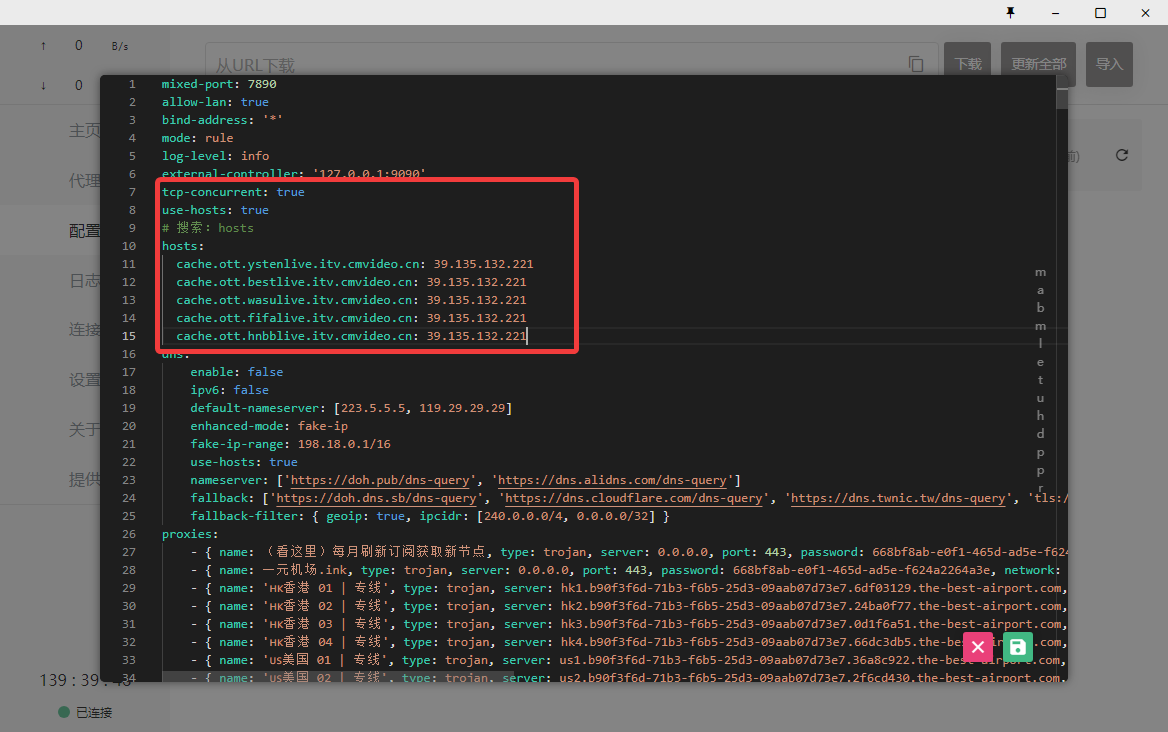 ↑ 0 B/s
从URL下载 下载 更新全部 导入
↓ 0
主页
代理
配置
日志
连接
设置
关于
提供
前)
1 mixed-port: 7890
2 allow-lan: true
3 bind-address: '*'
4 mode: rule
5 log-level: info
6 external-controller: '127.0.0.1:9090'
7 tcp-concurrent: true
8 use-hosts: true
9 # 搜索: hosts
10 hosts:
11 cache.ott.ystenlive.itv.cmvideo.cn: 39.135.132.221
12 cache.ott.bestlive.itv.cmvideo.cn: 39.135.132.221
13 cache.ott.wasulive.itv.cmvideo.cn: 39.135.132.221
14 cache.ott.fifalive.itv.cmvideo.cn: 39.135.132.221
15 cache.ott.hnbblive.itv.cmvideo.cn: 39.135.132.221
16 dns:
17 enable: false
18 ipv6: false
19 default-nameserver: [223.5.5.5, 119.29.29.29]
20 enhanced-mode: fake-ip
21 fake-ip-range: 198.18.0.1/16
22 use-hosts: true
23 nameserver: ['https://doh.pub/dns-query', 'https://dns.alidns.com/dns-query']
24 fallback: ['https://doh.dns.sb/dns-query', 'https://dns.cloudflare.com/dns-query', 'https://dns.twnic.tw/dns-query', 'tls:/
25 fallback-filter: { geoip: true, ipcidr: [240.0.0.0/4, 0.0.0.0/32] }
26 proxies:
27 - { name: （看这里）每月刷新订阅获取新节点, type: trojan, server: 0.0.0.0, port: 443, password: 668bf8ab-e0f1-465d-ad5e-f624
28 - { name: 一元机场.ink, type: trojan, server: 0.0.0.0, port: 443, password: 668bf8ab-e0f1-465d-ad5e-f624a2264a3e, network:
29 - { name: 'HK香港 01 | 专线', type: trojan, server: hk1.b90f3f6d-71b3-f6b5-25d3-09aab07d73e7.6df03129.the-best-airport.com,
30 - { name: 'HK香港 02 | 专线', type: trojan, server: hk2.b90f3f6d-71b3-f6b5-25d3-09aab07d73e7.24ba0f77.the-best-airport.com,
31 - { name: 'HK香港 03 | 专线', type: trojan, server: hk3.b90f3f6d-71b3-f6b5-25d3-09aab07d73e7.0d1f6a51.the-best-airport.com,
32 - { name: 'HK香港 04 | 专线', type: trojan, server: hk4.b90f3f6d-71b3-f6b5-25d3-09aab07d73e7.66dc3db5.the-be port.com,
33 - { name: 'US美国 01 | 专线', type: trojan, server: us1.b90f3f6d-71b3-f6b5-25d3-09aab07d73e7.36a8c922.the-best-airport.com,
34 - { name: 'US美国 02 | 专线', type: trojan, server: us2.b90f3f6d-71b3-f6b5-25d3-09aab07d73e7.2f6cd430.the-best-airport.com,
m
a
b
m
l
e
t
u
h
d
p
p
r
139 : 39 :
已连接